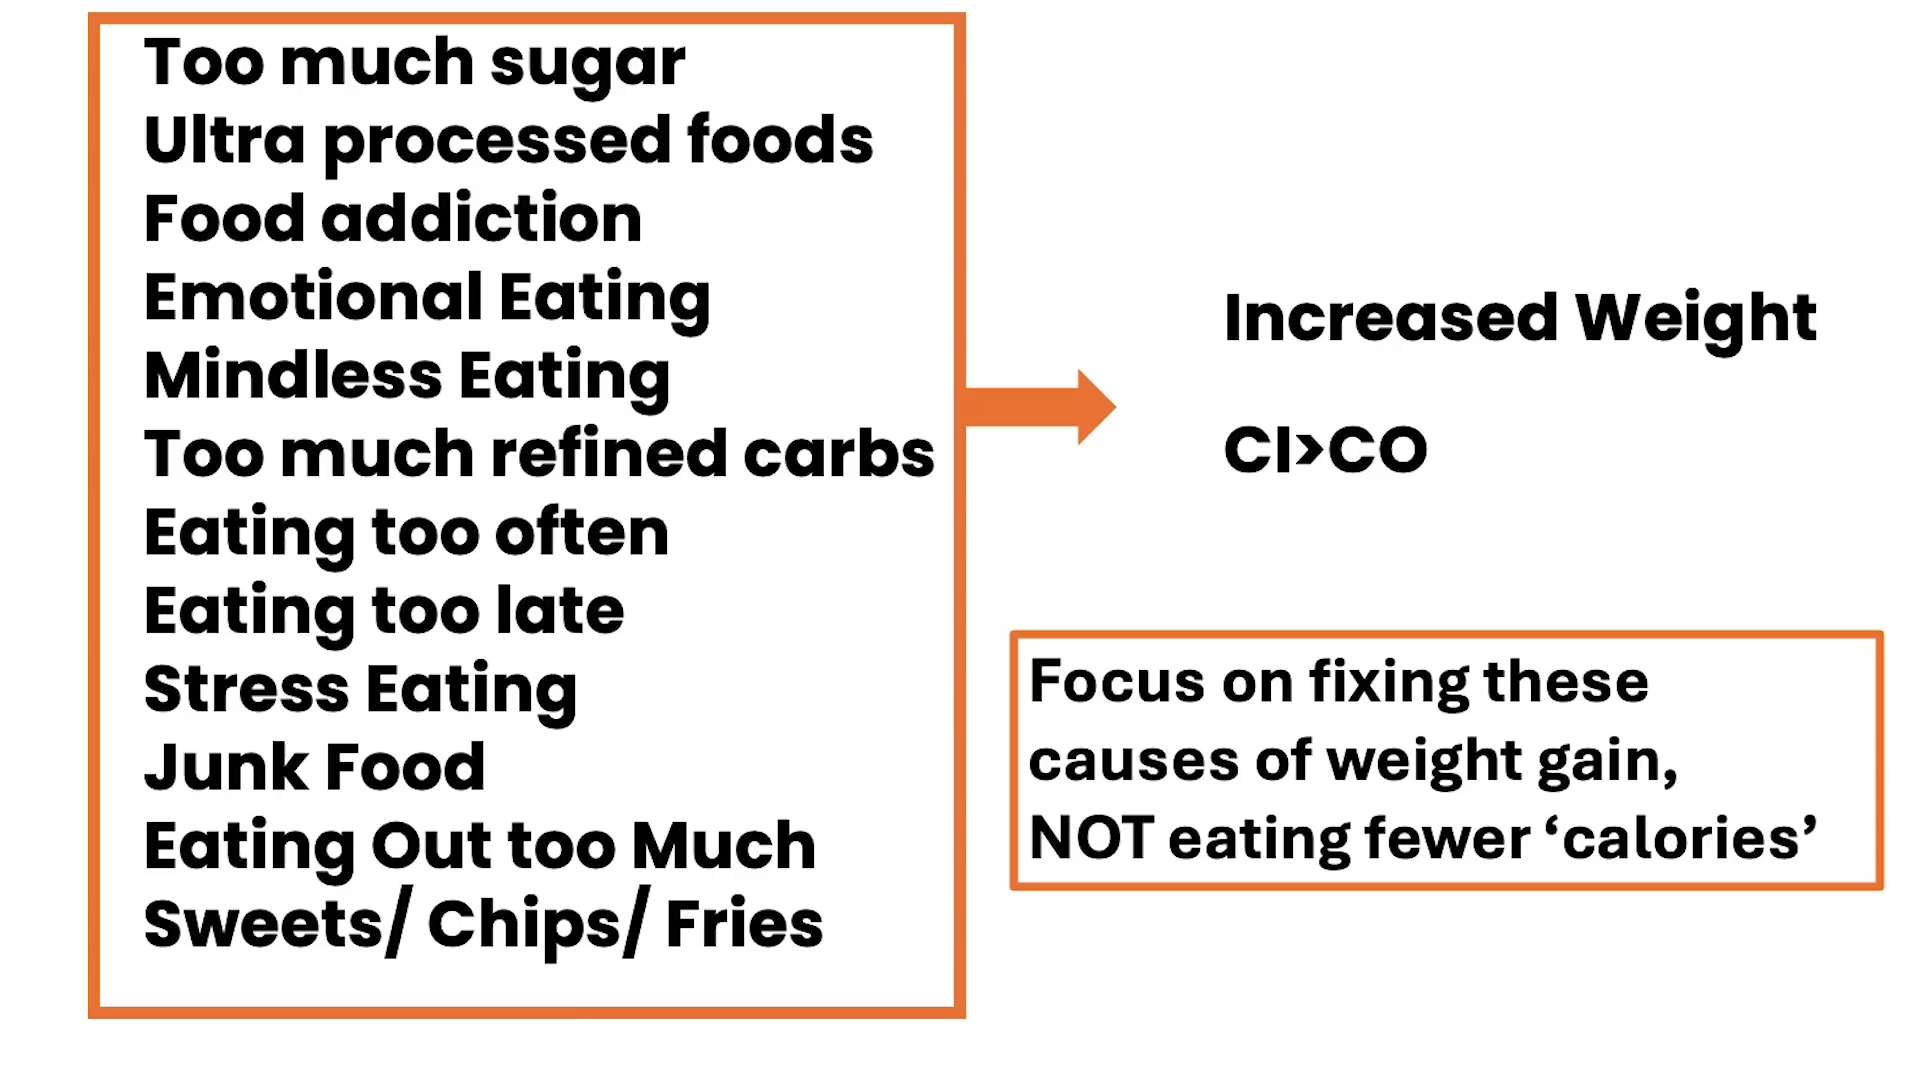 Too much sugar
Ultra processed foods
Food addiction
Emotional Eating
Mindless Eating
Too much refined carbs
Eating too often
Eating too late
Stress Eating
Junk Food
Eating Out too Much
Sweets/ Chips/ Fries
Increased Weight
CI>CO
Focus on fixing these
causes of weight gain,
NOT eating fewer ‘calories’